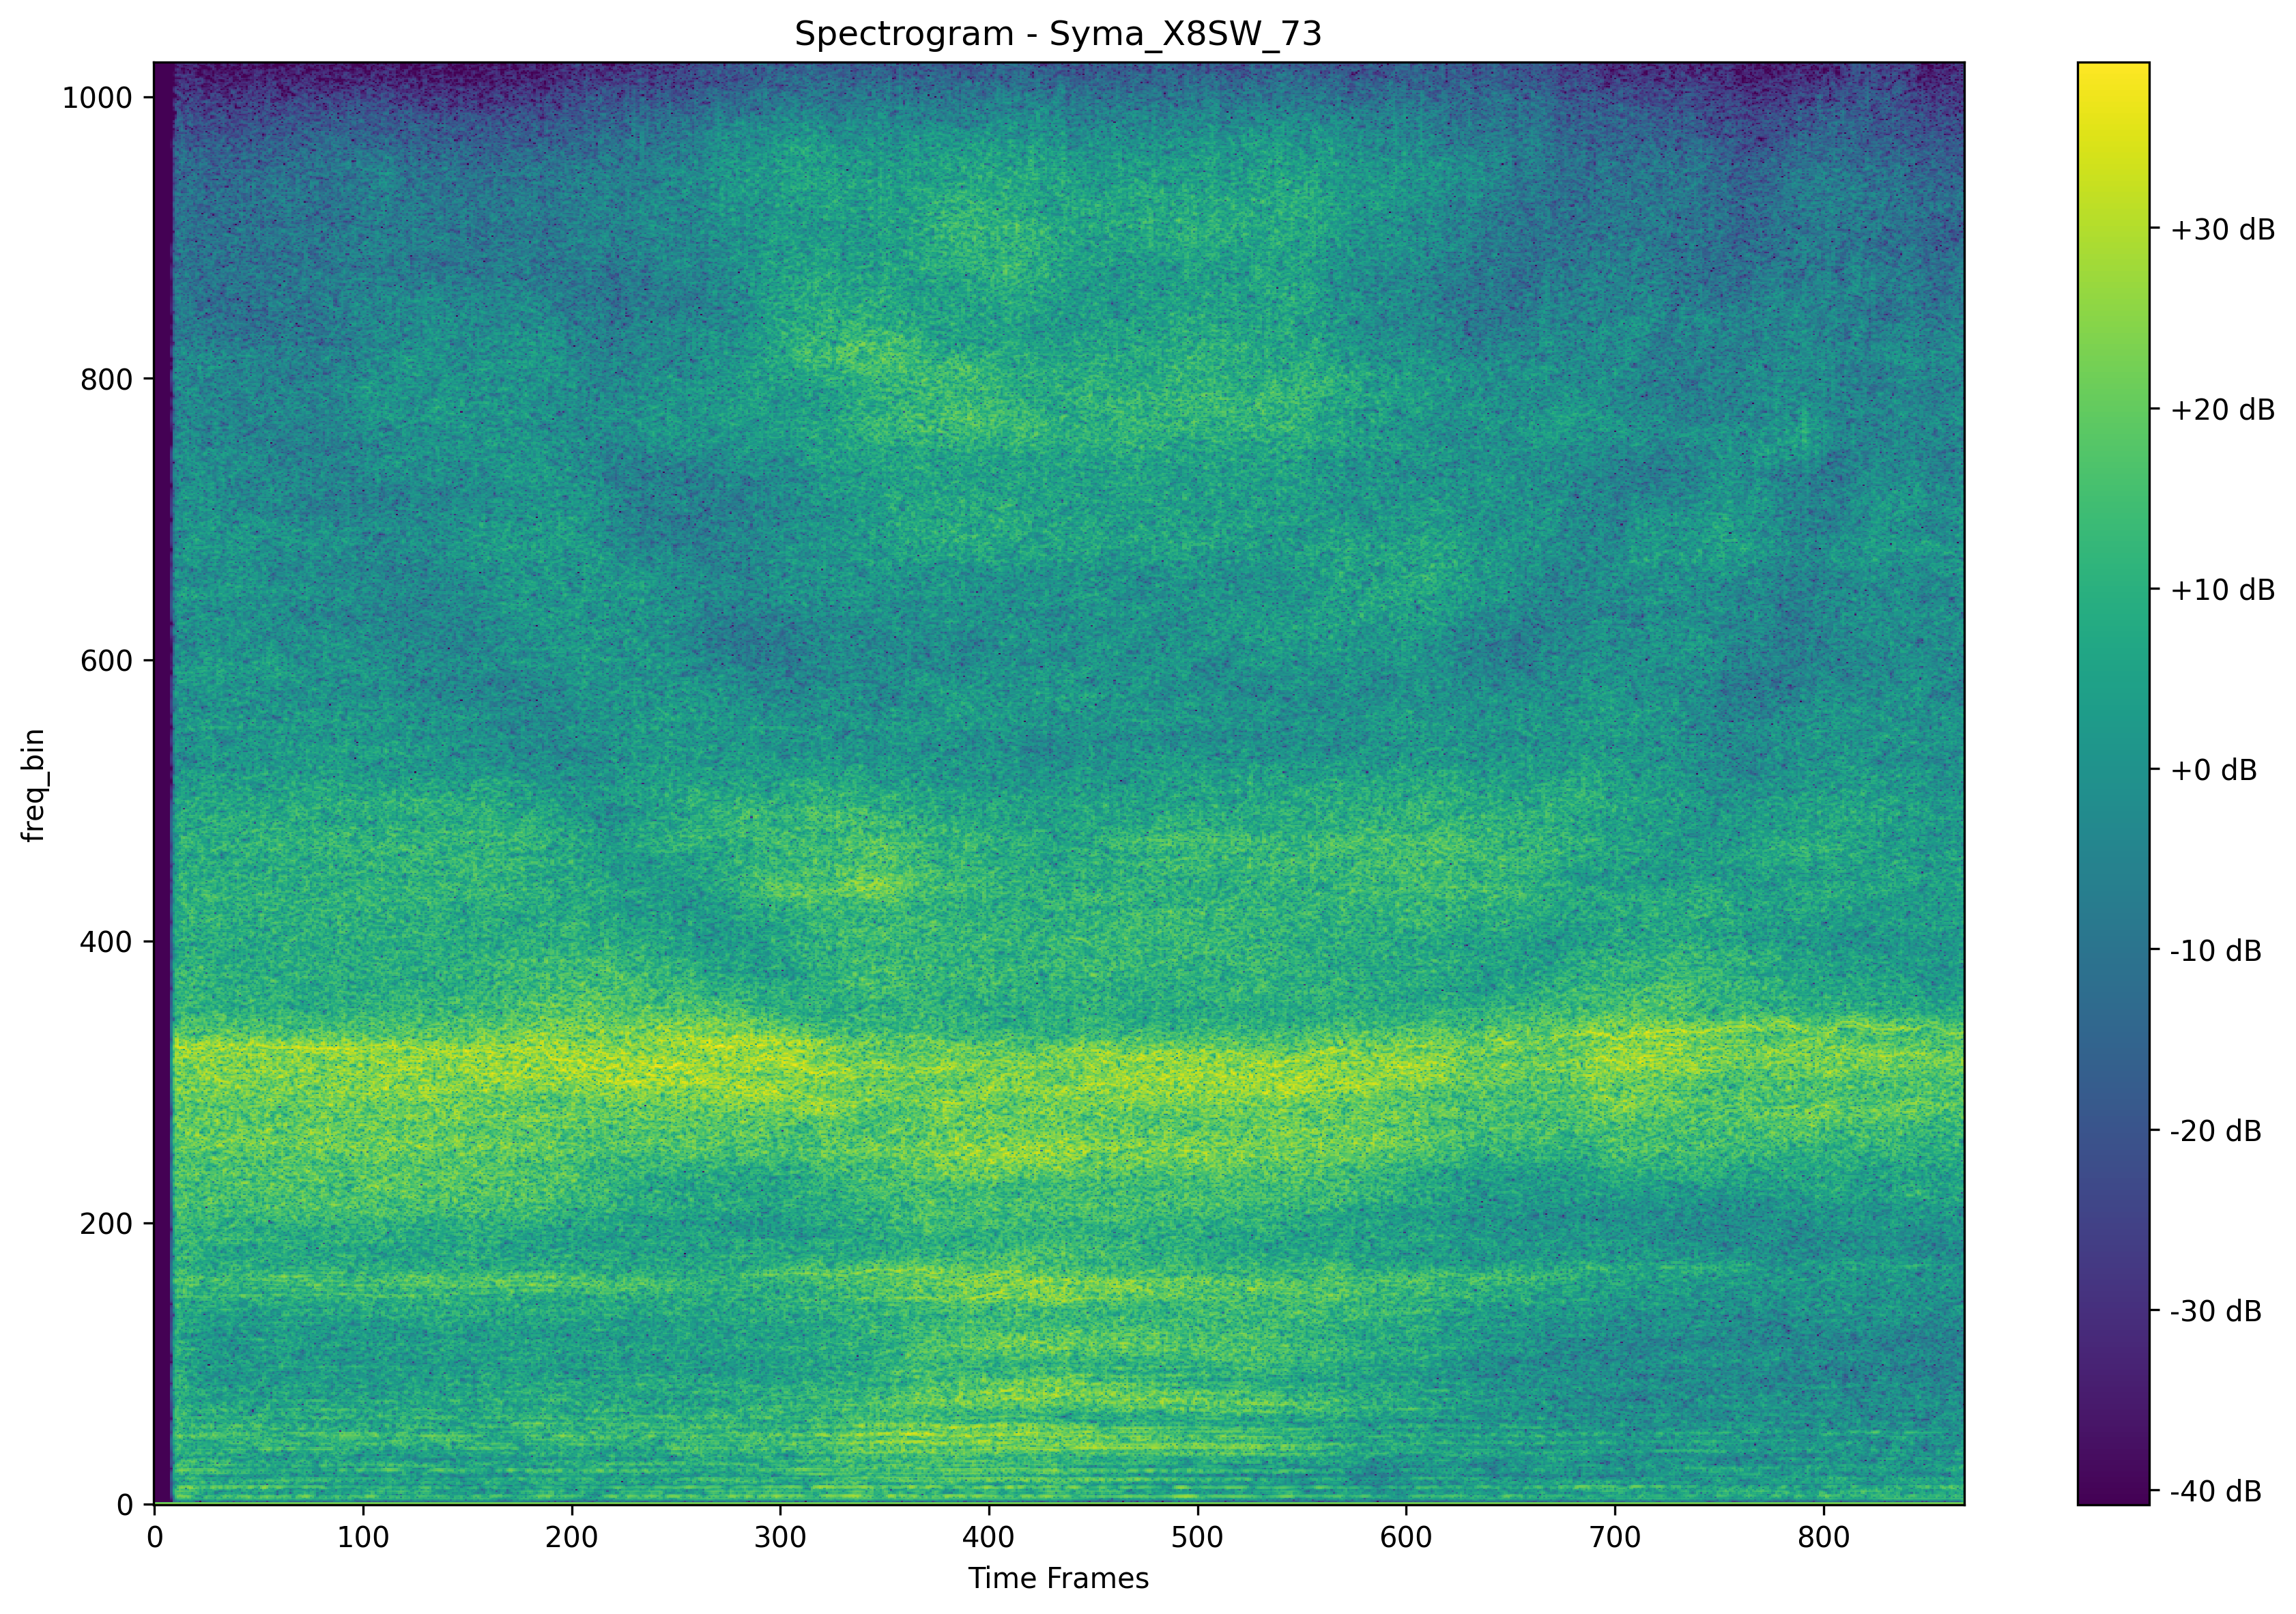 Spectrogram - Syma_X8SW_73
1000
800
600
400
200
0
freq_bin
0 100 200 300 400 500 600 700 800
Time Frames
+30 dB
+20 dB
+10 dB
+0 dB
-10 dB
-20 dB
-30 dB
-40 dB